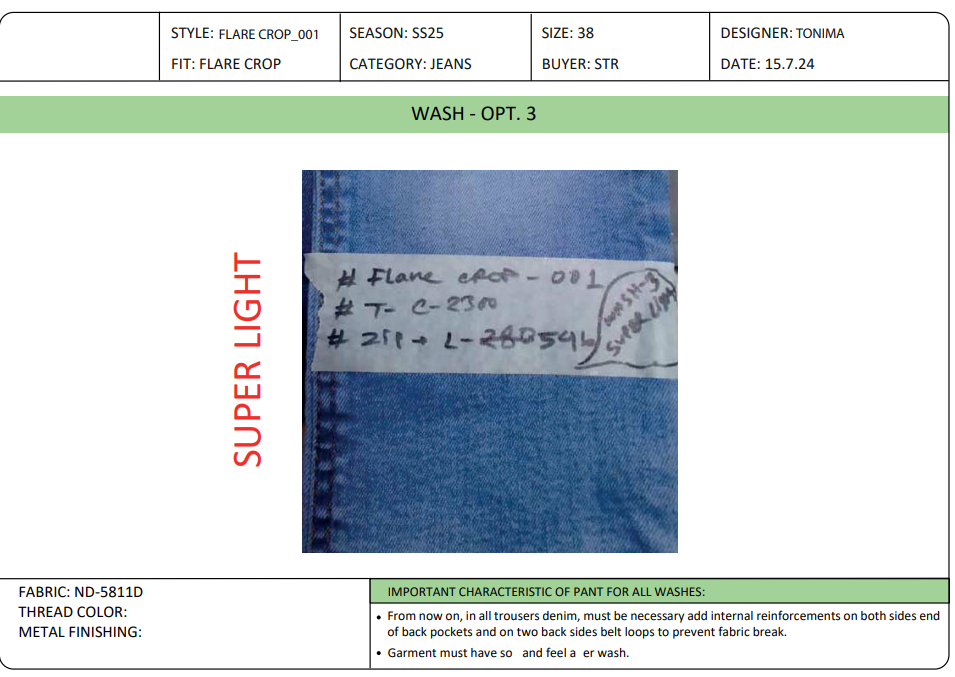 STYLE: FLARE CROP_001
FIT: FLARE CROP
SEASON: SS25
CATEGORY: JEANS
SIZE: 38
BUYER: STR
DESIGNER: TONIMA
DATE: 15.7.24
WASH - OPT. 3
SUPER LIGHT
# Flare CROP - 001
# T- C-2300
# ZIP → L-280546
WASH-3
SUPER LIGHT
FABRIC: ND-5811D
THREAD COLOR:
METAL FINISHING:
IMPORTANT CHARACTERISTIC OF PANT FOR ALL WASHES:
• From now on, in all trousers denim, must be necessary add internal reinforcements on both sides end
of back pockets and on two back sides belt loops to prevent fabric break.
• Garment must have so and feel a er wash.